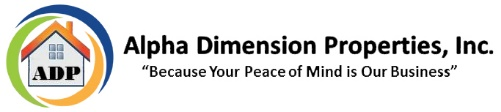 ADP
Alpha Dimension Properties, Inc.
“Because Your Peace of Mind is Our Business”